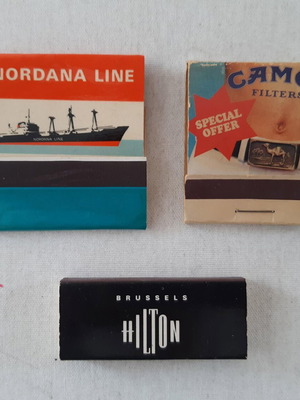 NORDANA LINE
NORDANA LINE
CAMEL
FILTERS
SPECIAL
OFFER
BRUSSELS
HILTON